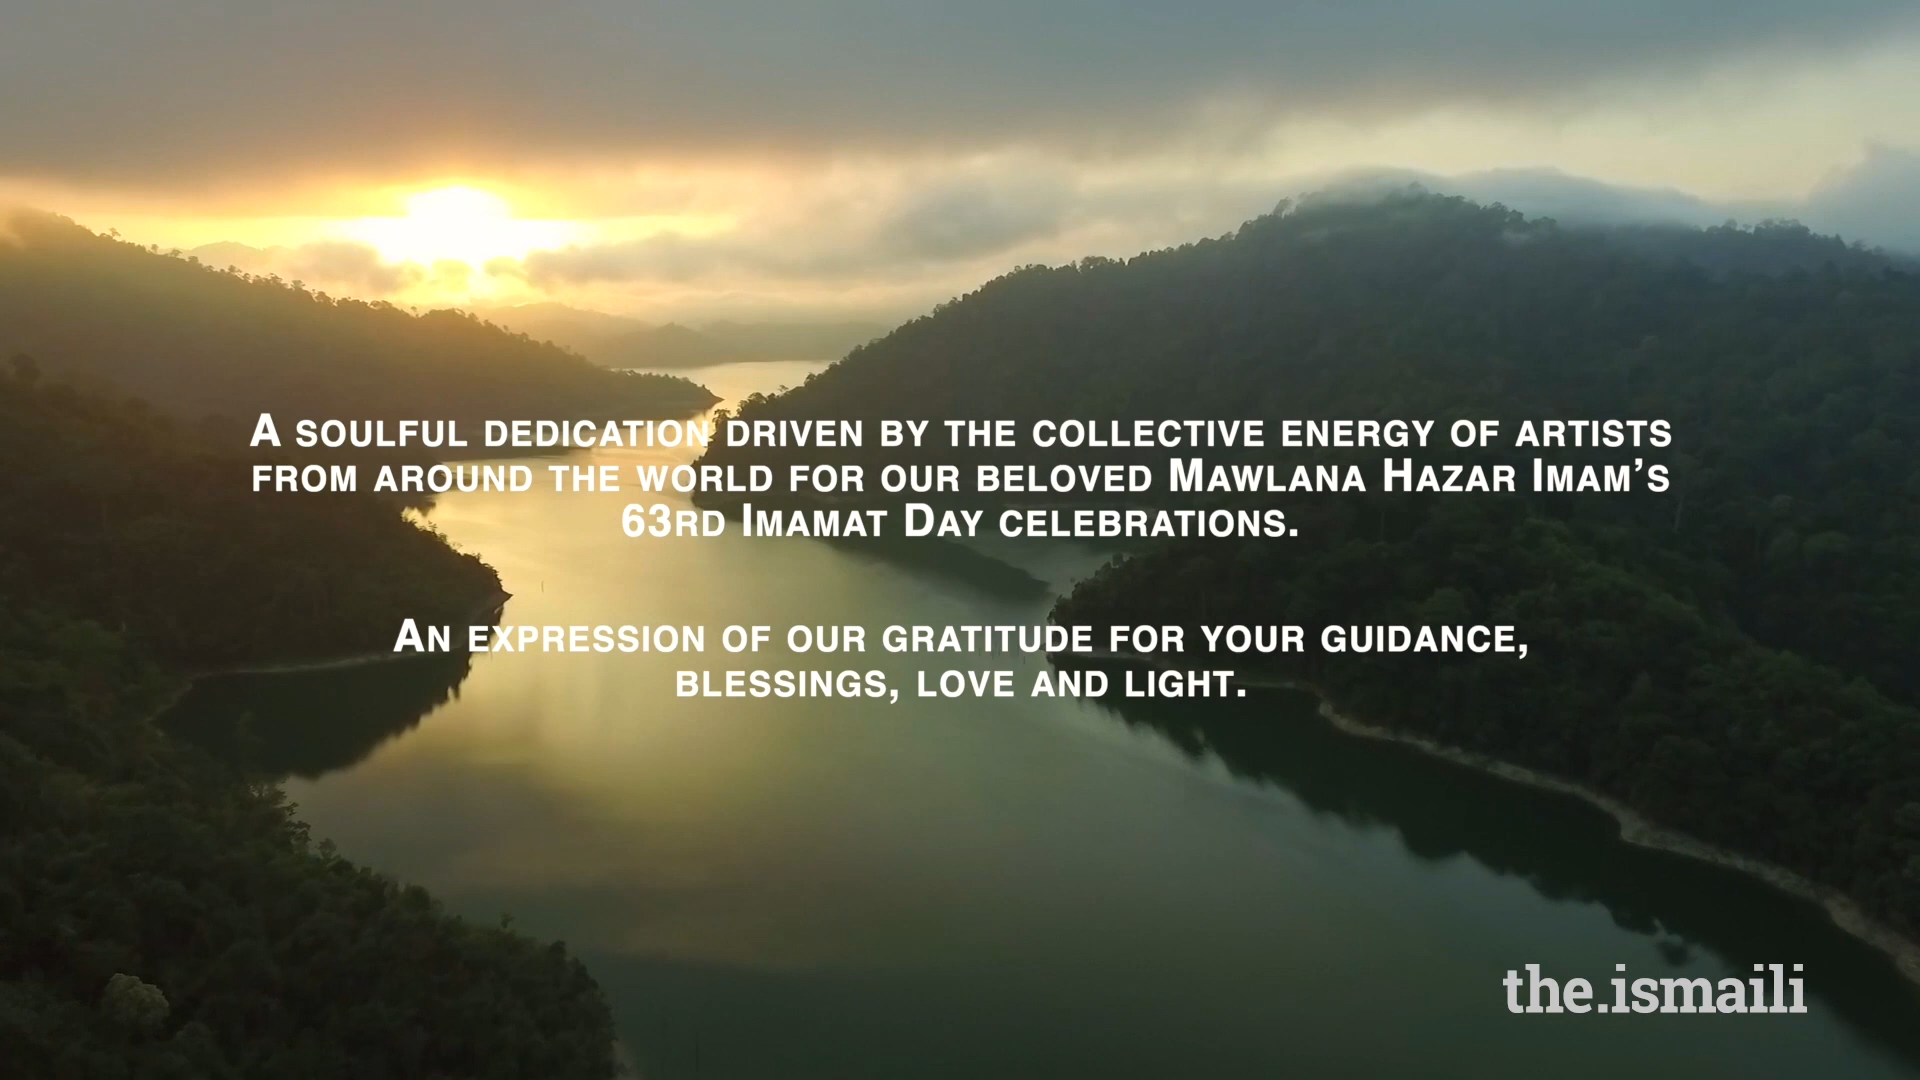 A soulful dedication driven by the collective energy of artists
from around the world for our beloved Mawlana Hazar Imam’s
63rd Imamat Day celebrations.
An expression of our gratitude for your guidance,
blessings, love and light.
the.ismaili